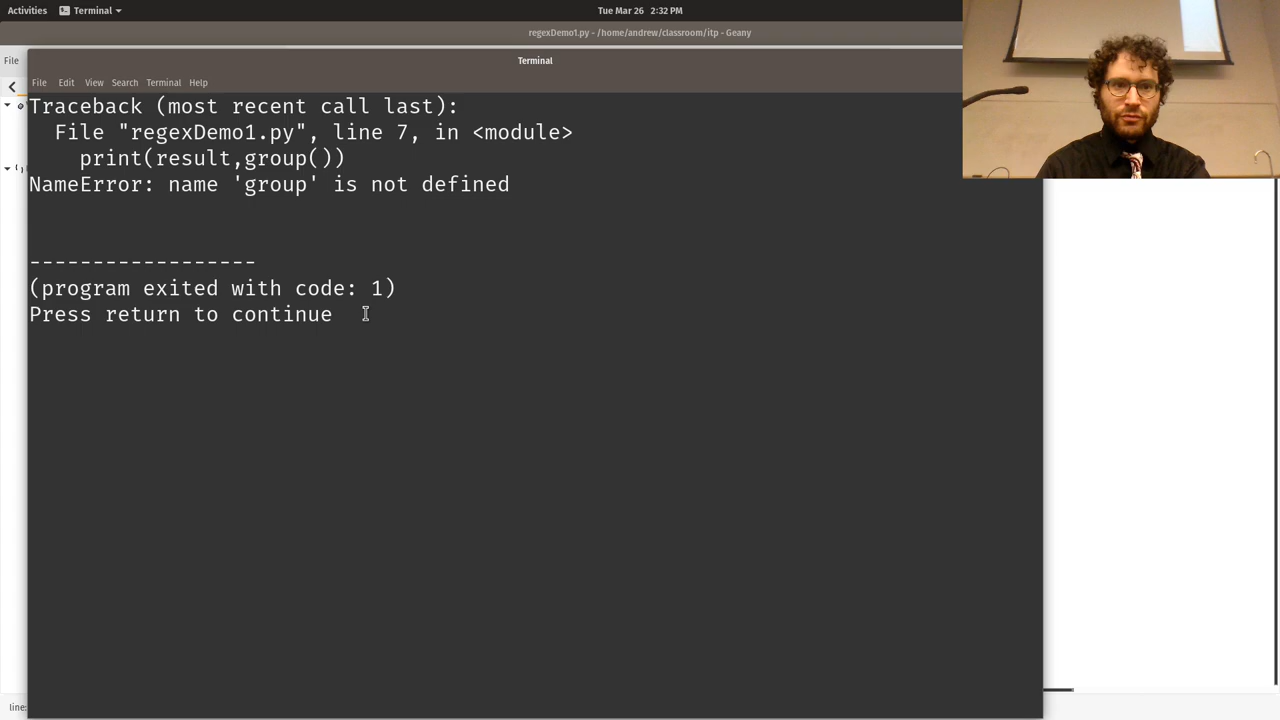 Activities Terminal Tue Mar 26 2:32 PM
regexDemo1.py - /home/andrew/classroom/itp - Geany
File
Terminal
File Edit View Search Terminal Help
Traceback (most recent call last):
  File "regexDemo1.py", line 7, in <module>
    print(result,group())
NameError: name 'group' is not defined
------------------
(program exited with code: 1)
Press return to continue
line: